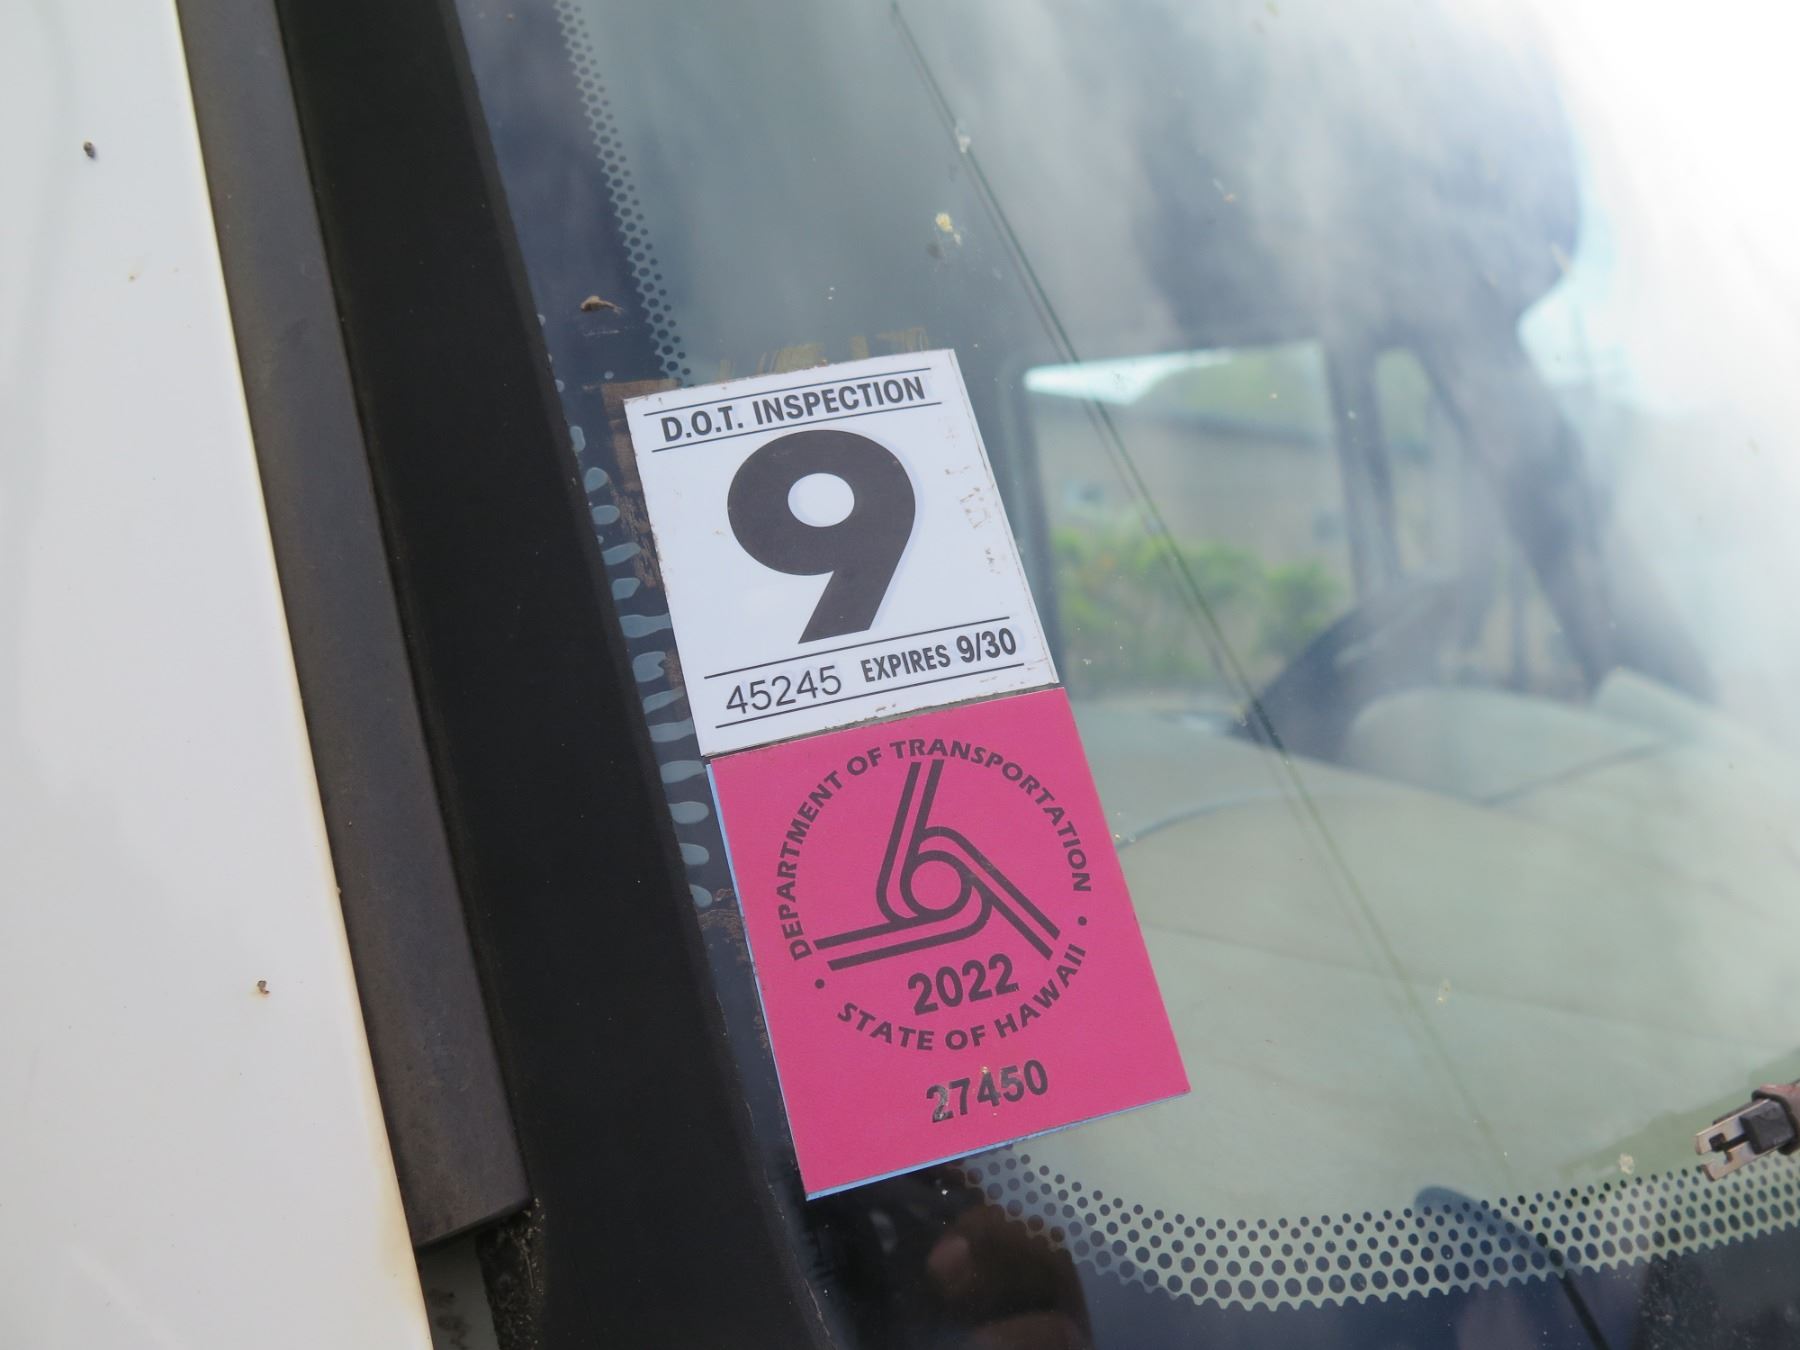 D.O.T. INSPECTION
9
45245 EXPIRES 9/30
DEPARTMENT OF TRANSPORTATION
2022
• STATE OF HAWAII •
27450